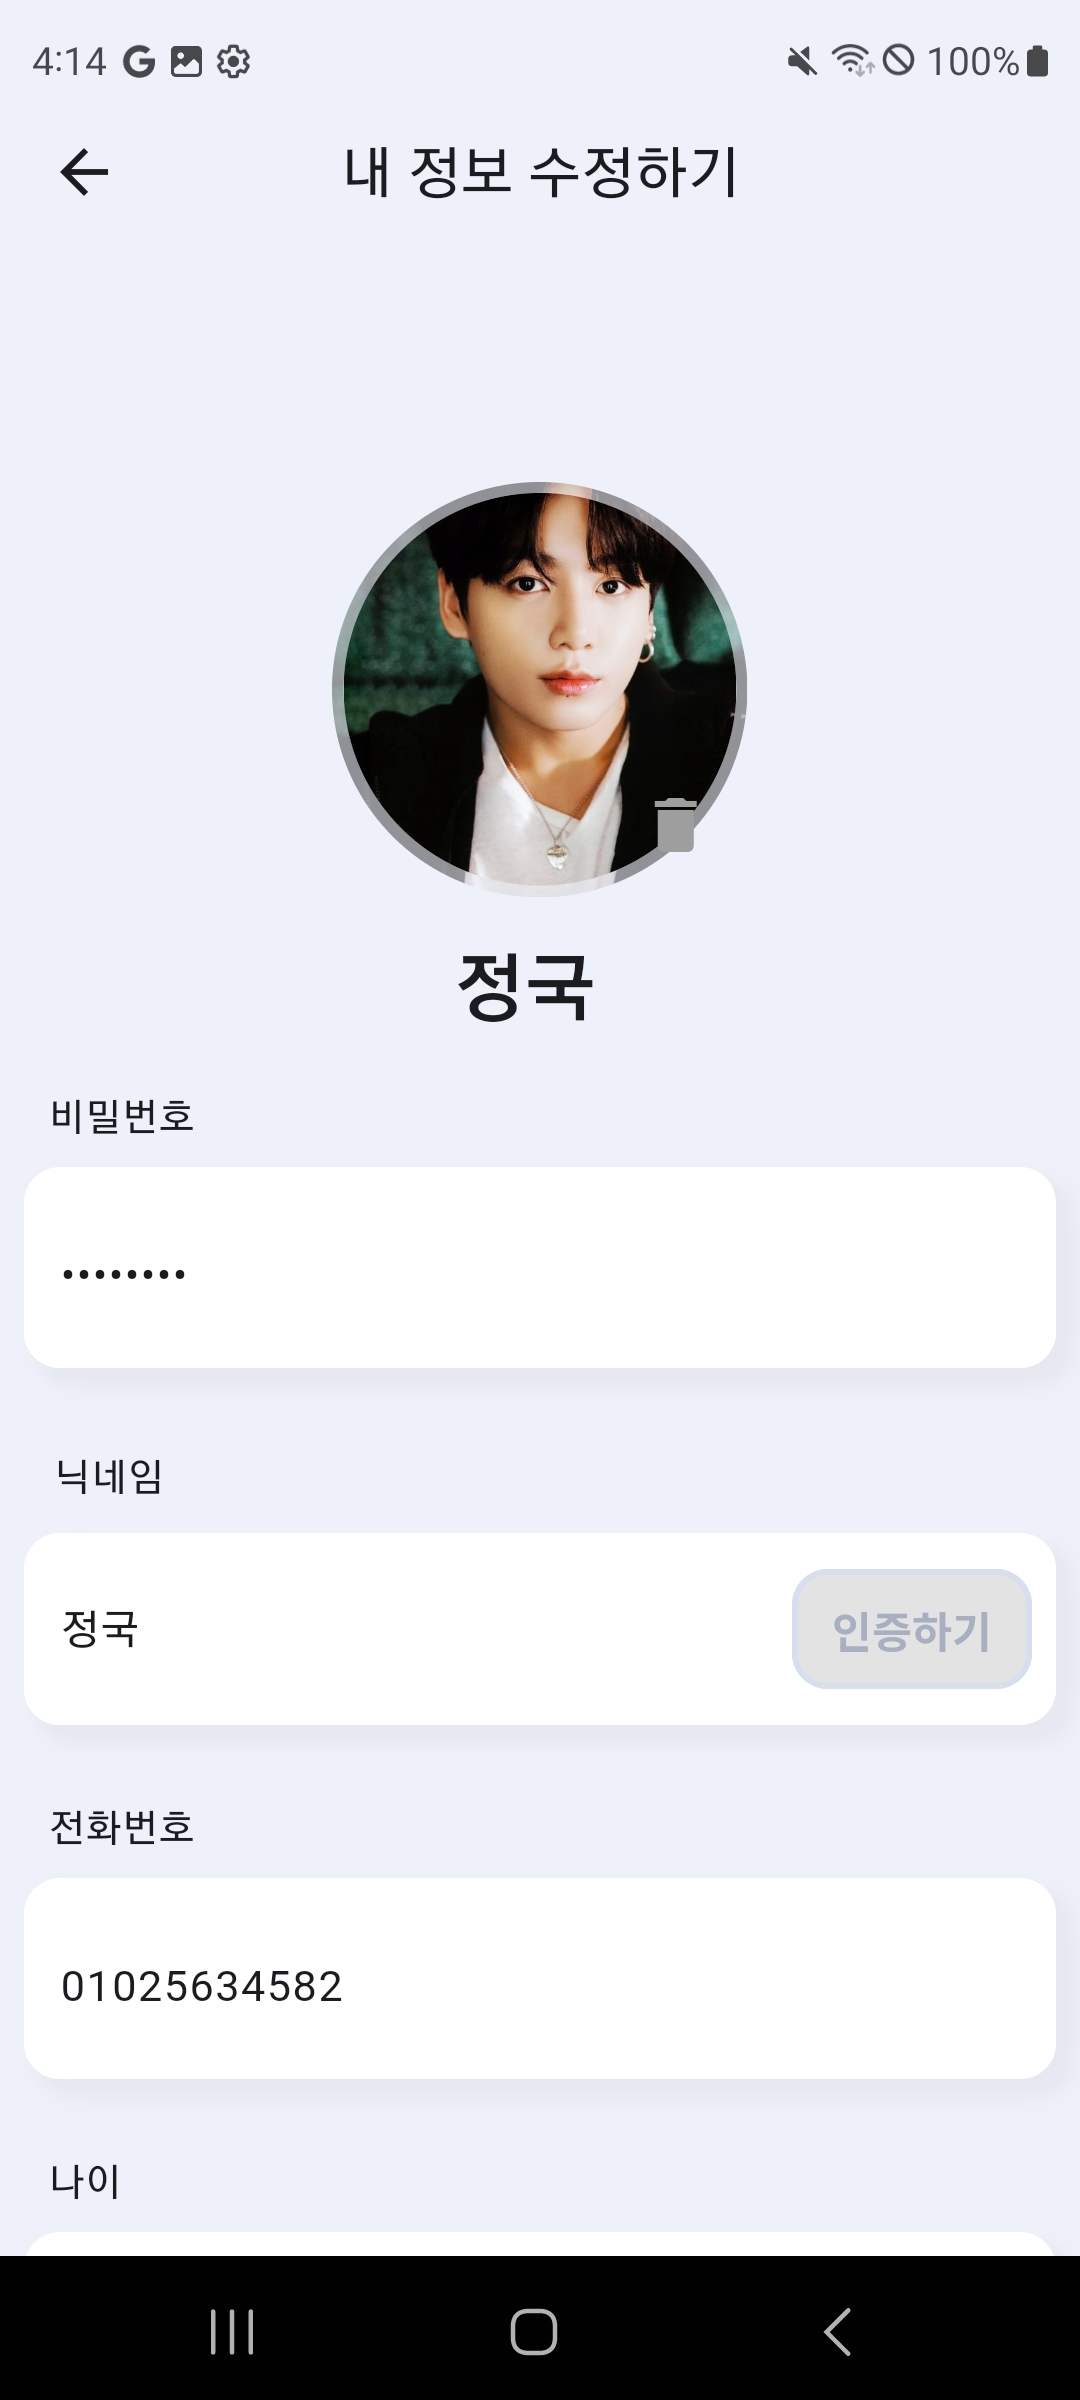 4:14
100%
내 정보 수정하기
정국
비밀번호
••••••••
닉네임
정국
인증하기
전화번호
01025634582
나이